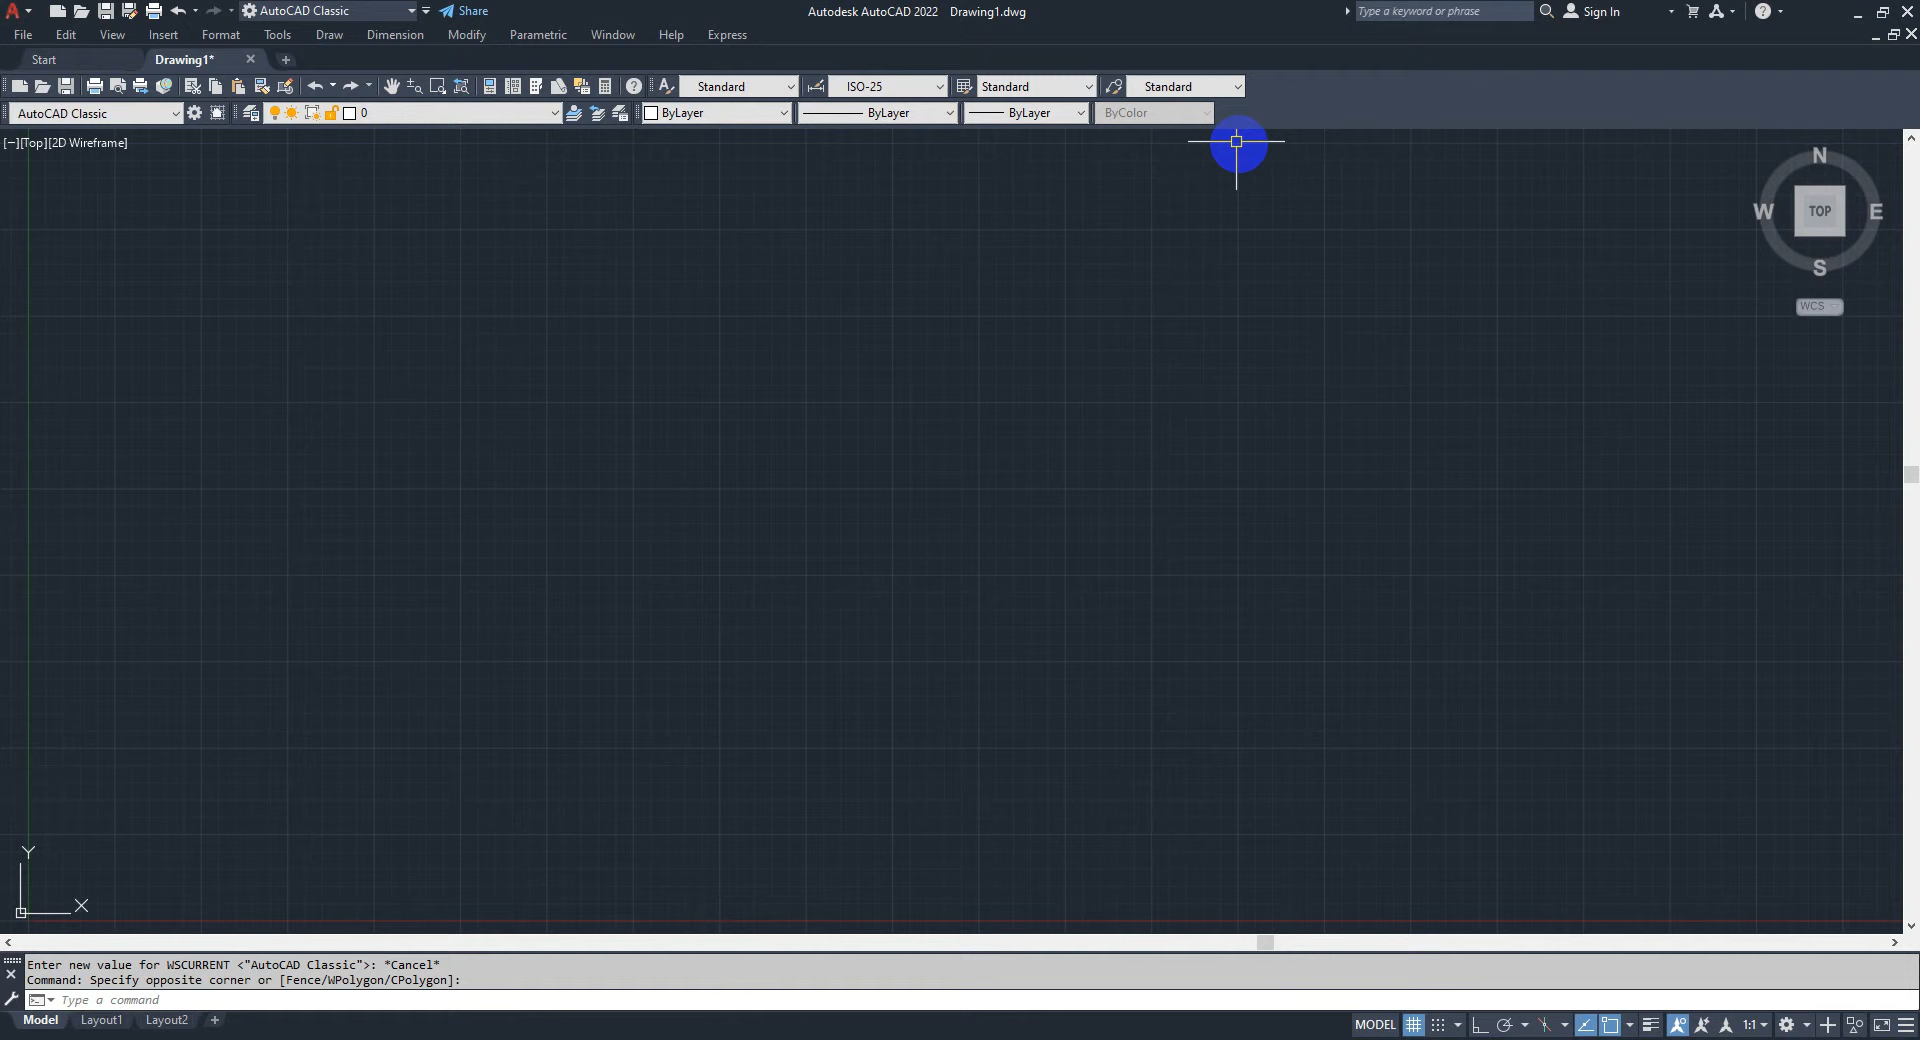 AutoCAD Classic Share Autodesk AutoCAD 2022 Drawing1.dwg Type a keyword or phrase Sign In
File Edit View Insert Format Tools Draw Dimension Modify Parametric Window Help Express
Start Drawing1*
Standard ISO-25 Standard Standard
AutoCAD Classic 0 ByLayer ByLayer ByLayer ByColor
[−][Top][2D Wireframe]
N
W TOP E
S
WCS
Y
X
Enter new value for WSCURRENT <"AutoCAD Classic">: *Cancel*
Command: Specify opposite corner or [Fence/WPolygon/CPolygon]:
Type a command
Model Layout1 Layout2 +
MODEL 1:1